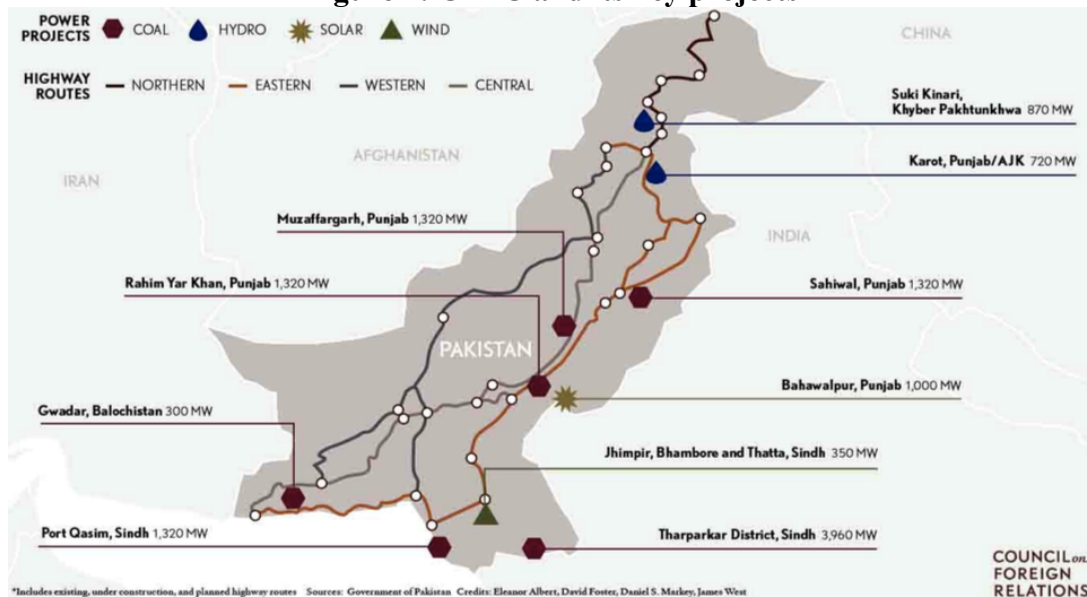 and its key projects
POWER PROJECTS COAL HYDRO SOLAR WIND
HIGHWAY ROUTES NORTHERN EASTERN WESTERN CENTRAL
CHINA
Suki Kinari,
Khyber Pakhtunkhwa 870 MW
AFGHANISTAN
Karot, Punjab/AJK 720 MW
IRAN
Muzaffargarh, Punjab 1,320 MW
INDIA
Rahim Yar Khan, Punjab 1,320 MW
Sahiwal, Punjab 1,320 MW
PAKISTAN
Bahawalpur, Punjab 1,000 MW
Gwadar, Balochistan 300 MW
Jhimpir, Bhambore and Thatta, Sindh 350 MW
Port Qasim, Sindh 1,320 MW
Tharparkar District, Sindh 3,960 MW
COUNCIL on
FOREIGN
RELATIONS
*Includes existing, under construction, and planned highway routes Sources: Government of Pakistan Credits: Eleanor Albert, David Foster, Daniel S. Markey, James West